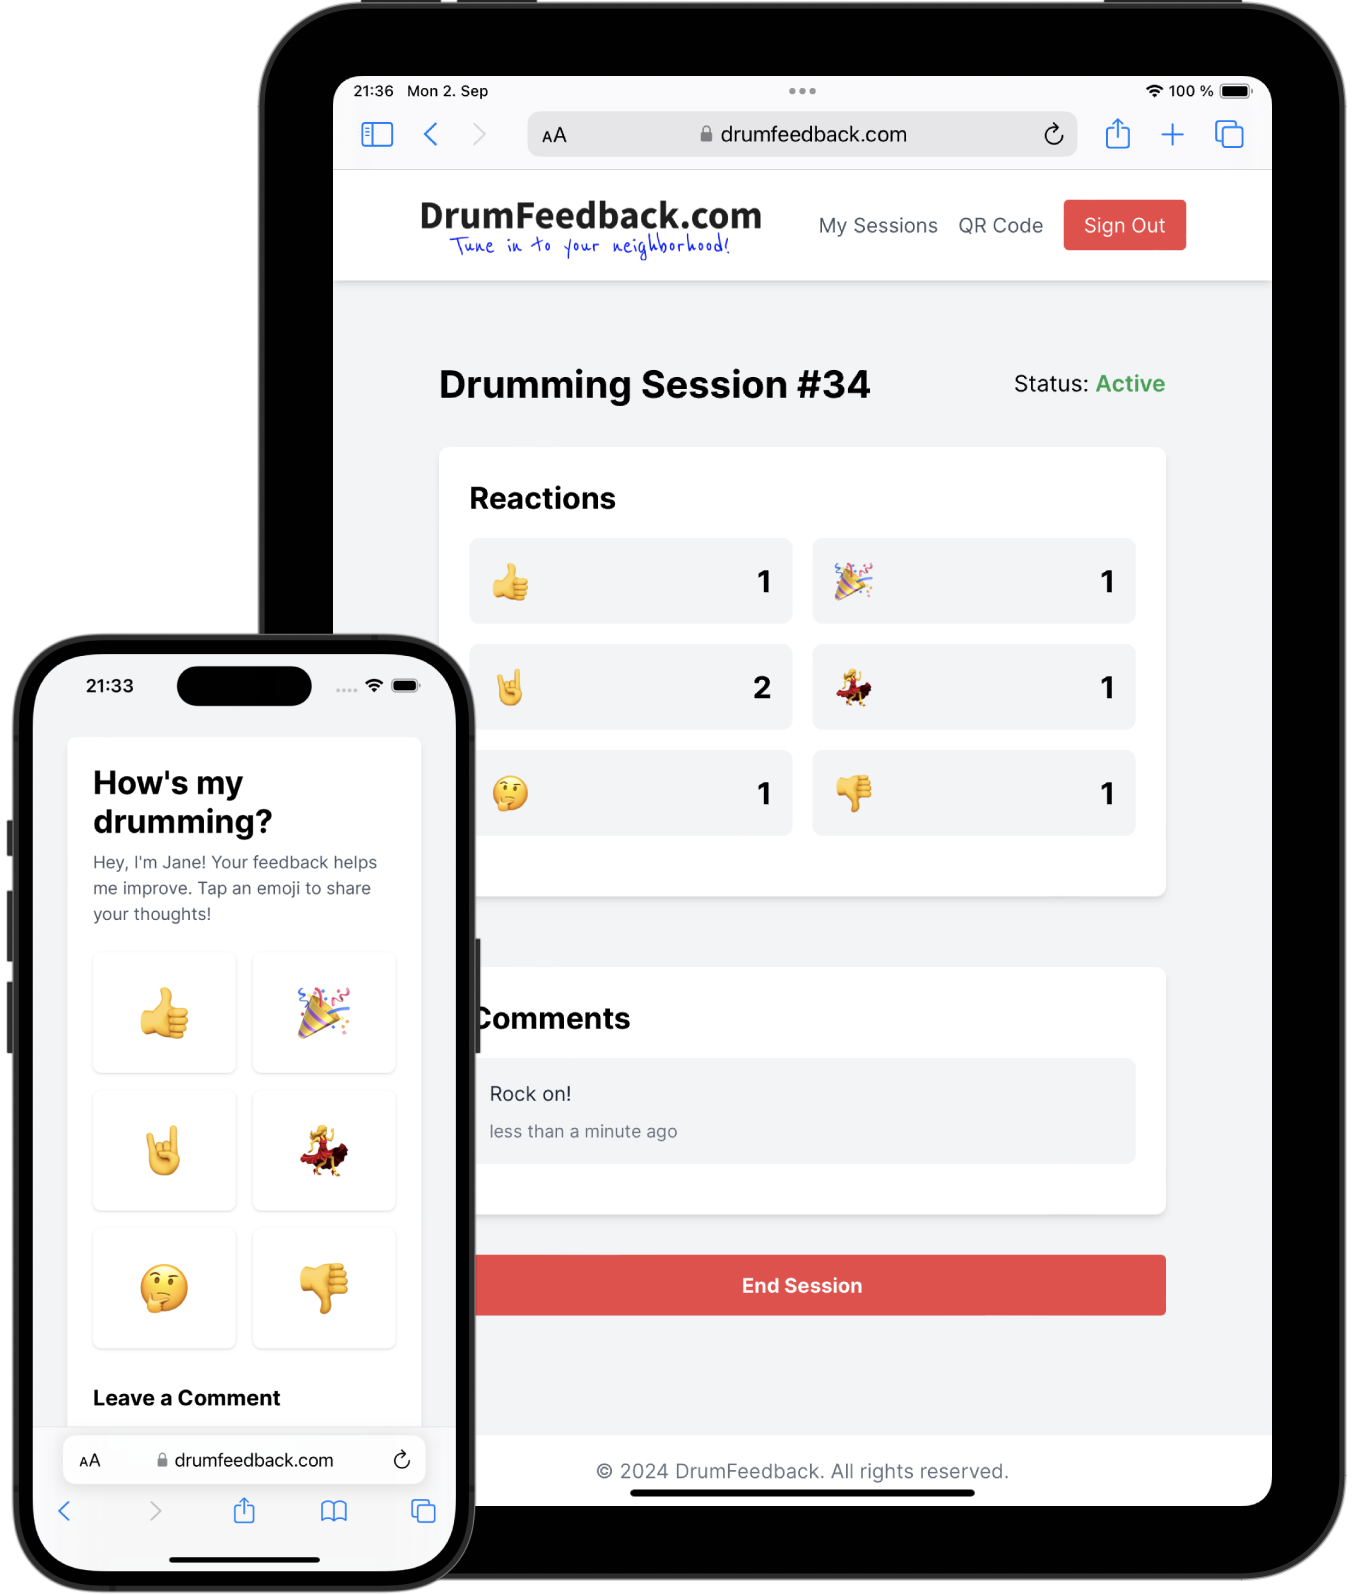 21:36 Mon 2. Sep
100 %
AA drumfeedback.com
DrumFeedback.com
Tune in to your neighborhood!
My Sessions QR Code Sign Out
Drumming Session #34
Status: Active
Reactions
👍 1
🎉 1
🤘 2
💃 1
🤔 1
👎 1
Comments
Rock on!
less than a minute ago
End Session
© 2024 DrumFeedback. All rights reserved.
21:33
How's my
drumming?
Hey, I'm Jane! Your feedback helps
me improve. Tap an emoji to share
your thoughts!
👍 🎉
🤘 💃
🤔 👎
Leave a Comment
AA drumfeedback.com